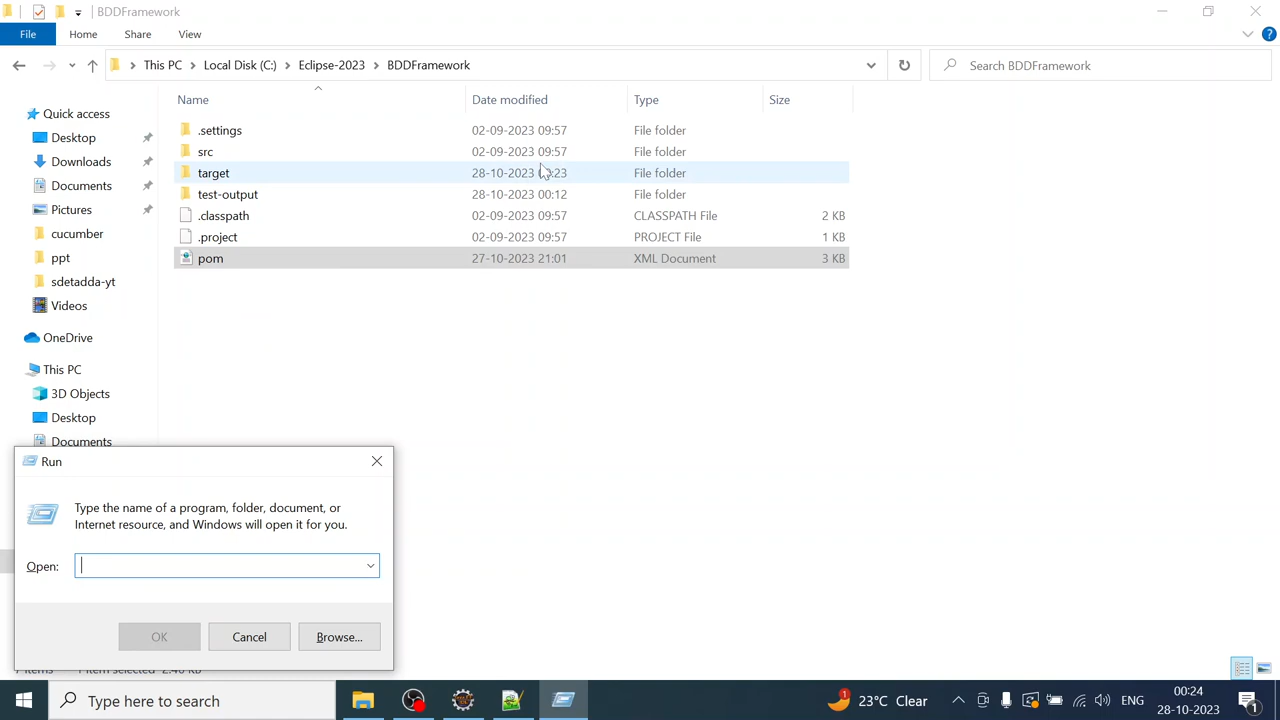 BDDFramework
File Home Share View
This PC Local Disk (C:) Eclipse-2023 BDDFramework Search BDDFramework
Name Date modified Type Size
Quick access
Desktop
Downloads
Documents
Pictures
cucumber
ppt
sdetadda-yt
Videos
OneDrive
This PC
3D Objects
Desktop
Documents
.settings 02-09-2023 09:57 File folder
src 02-09-2023 09:57 File folder
target 28-10-2023 :23 File folder
test-output 28-10-2023 00:12 File folder
.classpath 02-09-2023 09:57 CLASSPATH File 2 KB
.project 02-09-2023 09:57 PROJECT File 1 KB
pom 27-10-2023 21:01 XML Document 3 KB
Run
Type the name of a program, folder, document, or
Internet resource, and Windows will open it for you.
Open:
OK Cancel Browse...
Type here to search
1
23°C Clear
ENG
00:24
28-10-2023
1